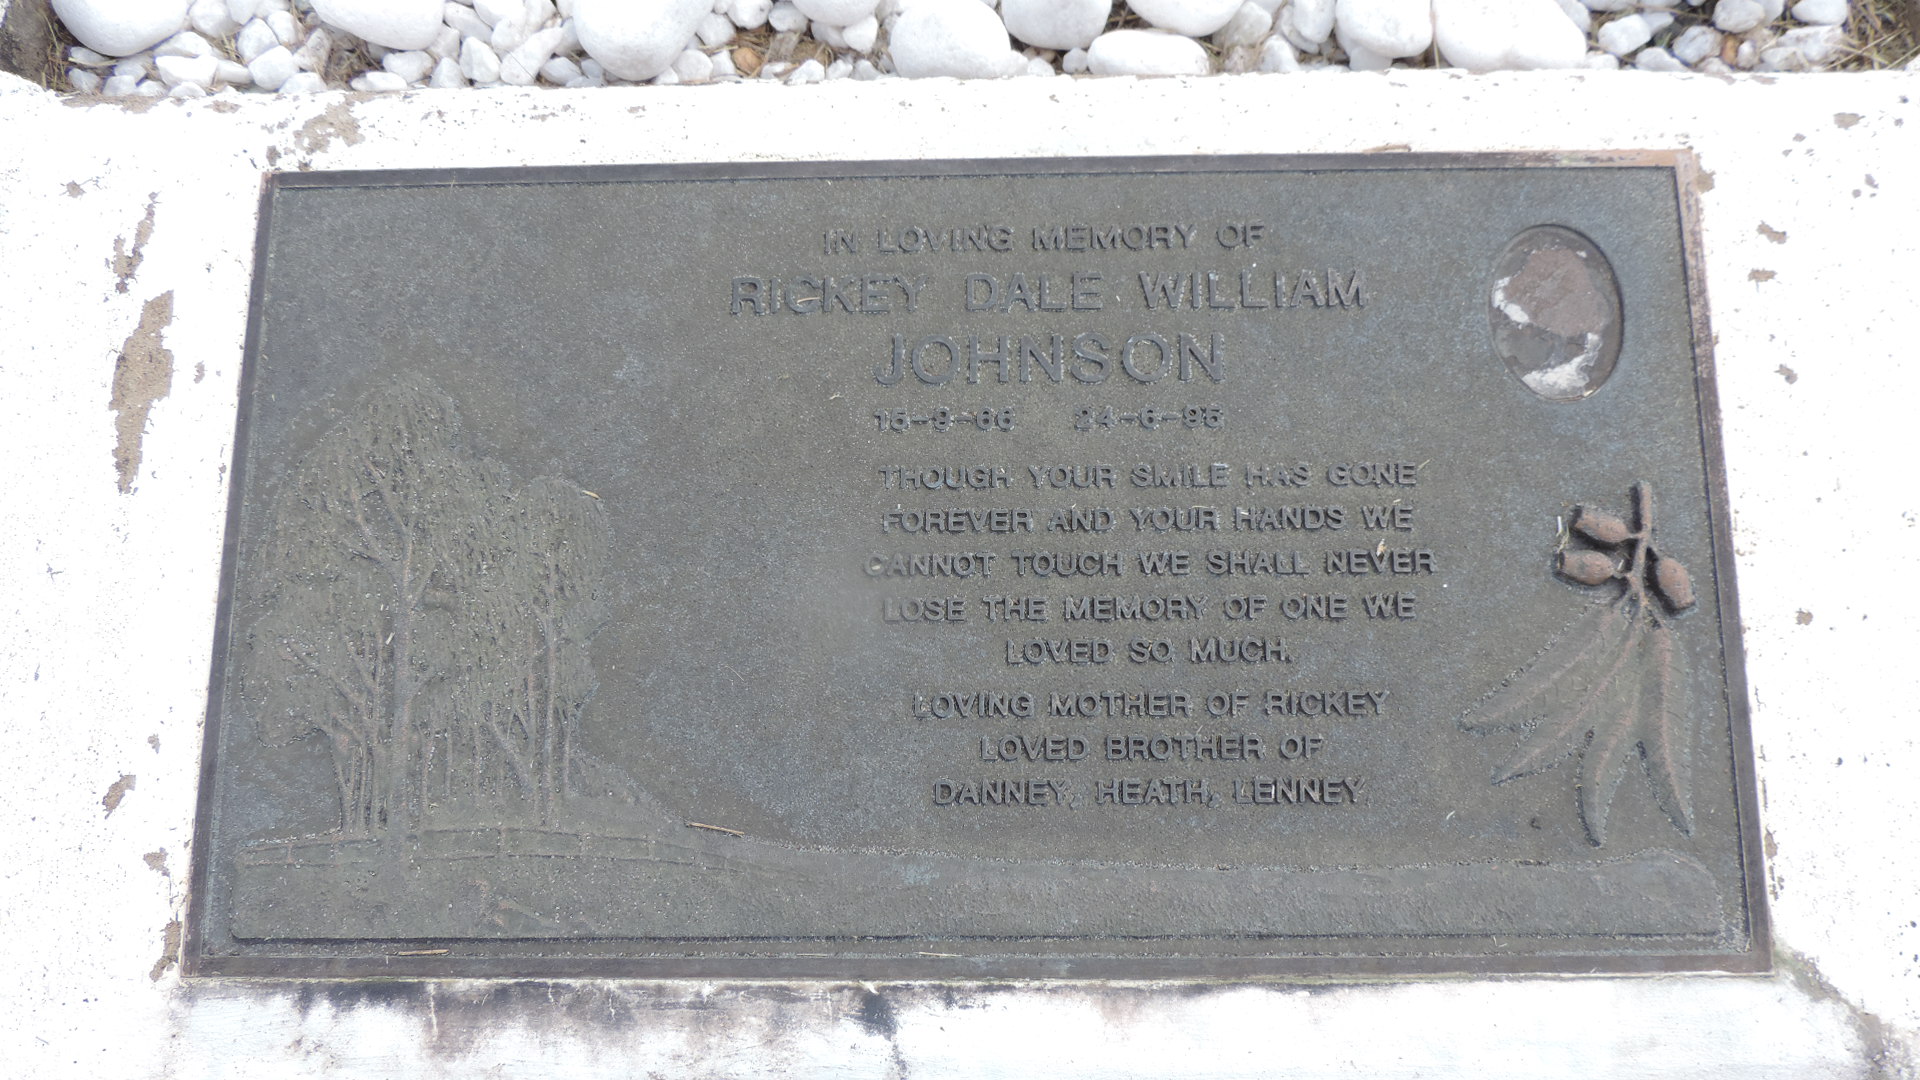 IN LOVING MEMORY OF
RICKEY DALE WILLIAM
JOHNSON
15-9-66 24-6-95
THOUGH YOUR SMILE HAS GONE
FOREVER AND YOUR HANDS WE
CANNOT TOUCH WE SHALL NEVER
LOSE THE MEMORY OF ONE WE
LOVED SO MUCH.
LOVING MOTHER OF RICKEY
LOVED BROTHER OF
DANNEY, HEATH, LENNEY